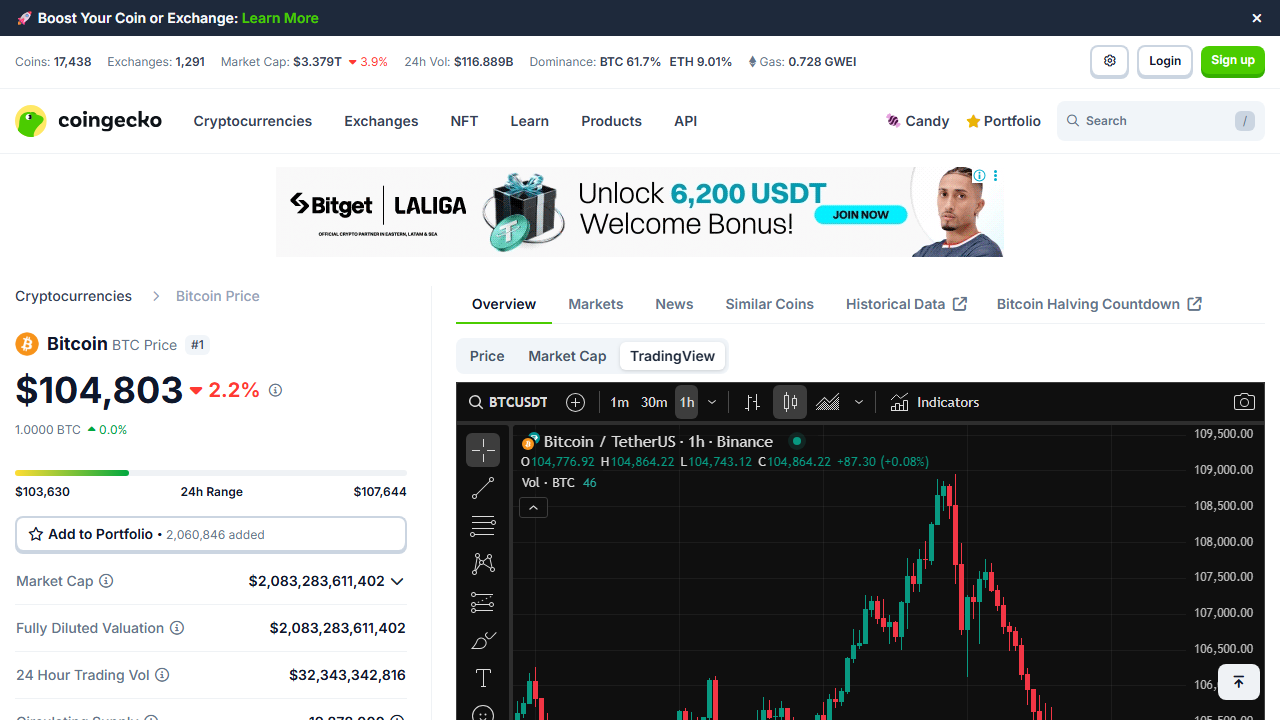 🚀 Boost Your Coin or Exchange: Learn More
Coins: 17,438 Exchanges: 1,291 Market Cap: $3.379T 3.9% 24h Vol: $116.889B Dominance: BTC 61.7% ETH 9.01% Gas: 0.728 GWEI
Login
Sign up
coingecko
Cryptocurrencies Exchanges NFT Learn Products API
Candy Portfolio
Search /
Bitget LALIGA
OFFICIAL CRYPTO PARTNER IN EASTERN, LATAM & SEA
Unlock 6,200 USDT
Welcome Bonus!
JOIN NOW
Cryptocurrencies Bitcoin Price
Bitcoin BTC Price #1
$104,803 2.2%
1.0000 BTC 0.0%
$103,630 24h Range $107,644
Add to Portfolio • 2,060,846 added
Market Cap $2,083,283,611,402
Fully Diluted Valuation $2,083,283,611,402
24 Hour Trading Vol $32,343,342,816
Overview Markets News Similar Coins Historical Data Bitcoin Halving Countdown
Price Market Cap TradingView
BTCUSDT 1m 30m 1h Indicators
Bitcoin / TetherUS · 1h · Binance
O104,776.92 H104,864.22 L104,743.12 C104,864.22 +87.30 (+0.08%)
Vol · BTC 46
109,500.00
109,000.00
108,500.00
108,000.00
107,500.00
107,000.00
106,500.00